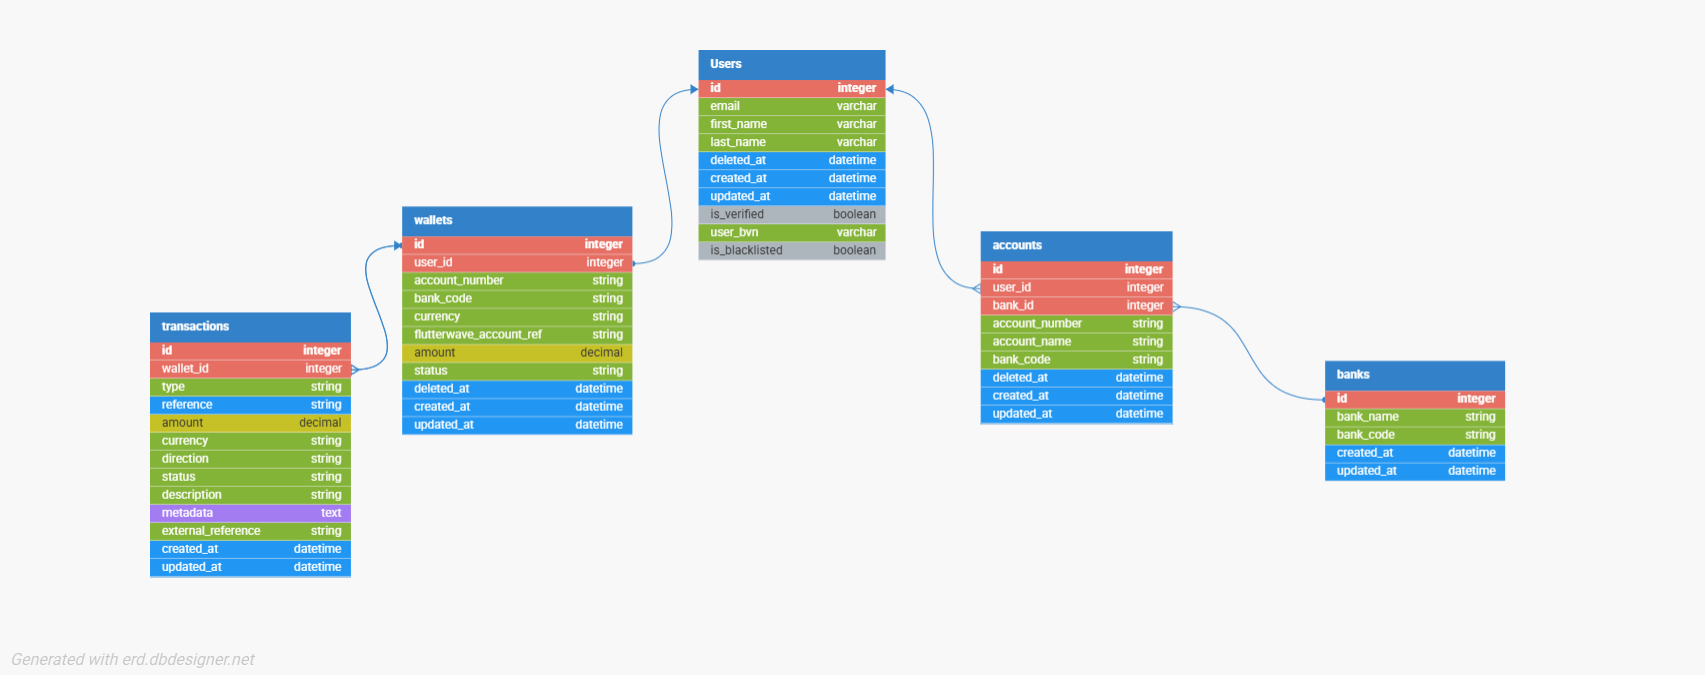 Users
id integer
email varchar
first_name varchar
last_name varchar
deleted_at datetime
created_at datetime
updated_at datetime
is_verified boolean
user_bvn varchar
is_blacklisted boolean
wallets
id integer
user_id integer
account_number string
bank_code string
currency string
flutterwave_account_ref string
amount decimal
status string
deleted_at datetime
created_at datetime
updated_at datetime
accounts
id integer
user_id integer
bank_id integer
account_number string
account_name string
bank_code string
deleted_at datetime
created_at datetime
updated_at datetime
transactions
id integer
wallet_id integer
type string
reference string
amount decimal
currency string
direction string
status string
description string
metadata text
external_reference string
created_at datetime
updated_at datetime
banks
id integer
bank_name string
bank_code string
created_at datetime
updated_at datetime
Generated with erd.dbdesigner.net